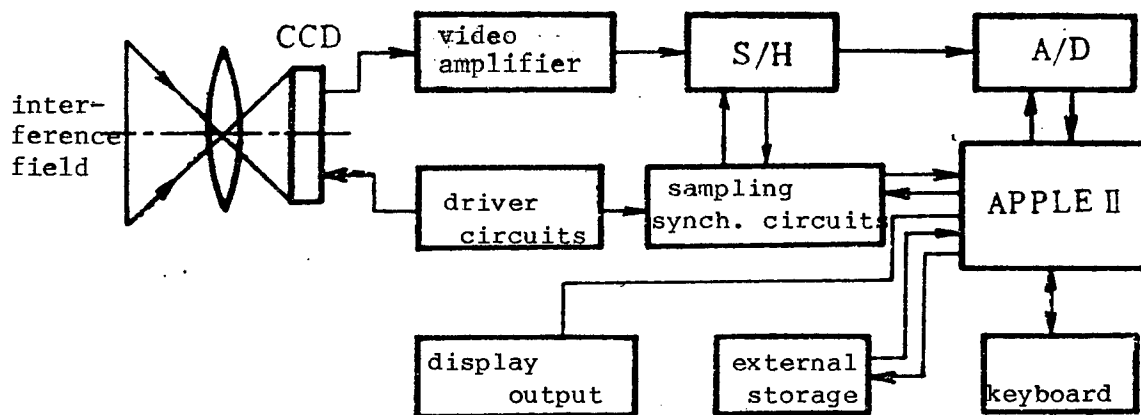 inter-
ference
field
CCD
video
amplifier
S/H
A/D
driver
circuits
sampling
synch. circuits
APPLE II
display
output
external
storage
keyboard